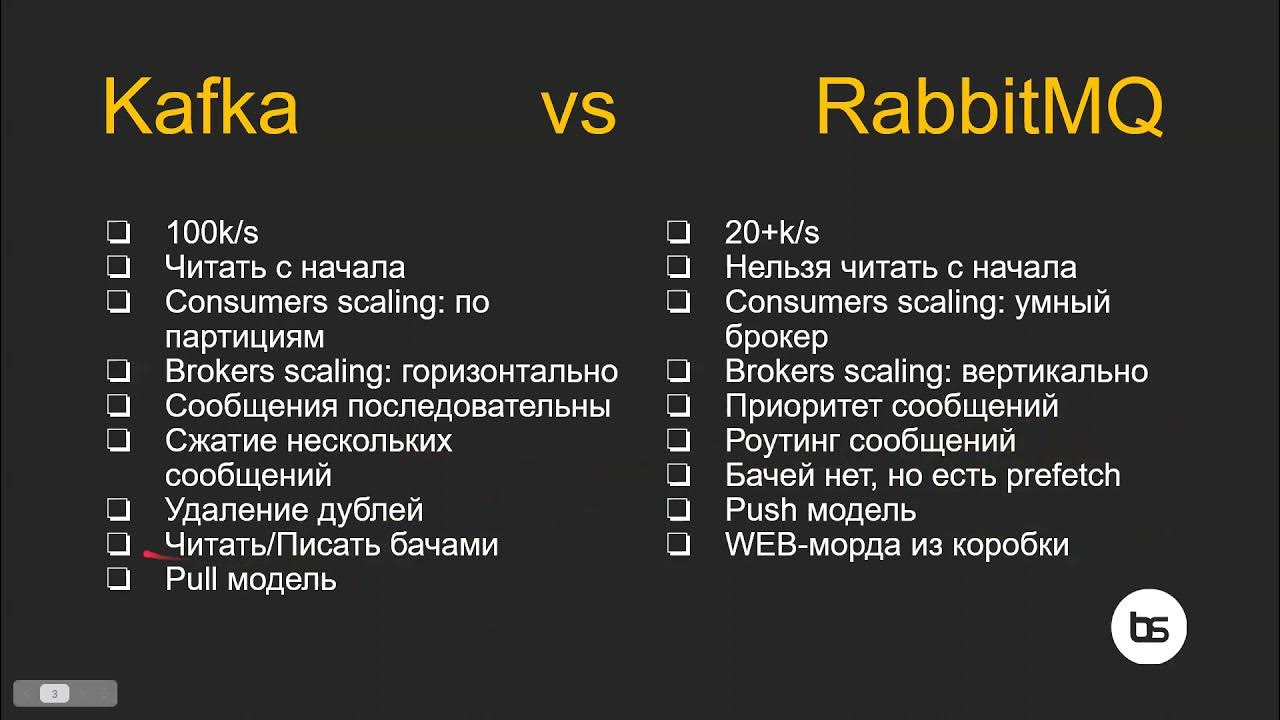 Kafka vs RabbitMQ
100k/s
Читать с начала
Consumers scaling: по
партициям
Brokers scaling: горизонтально
Сообщения последовательны
Сжатие нескольких
сообщений
Удаление дублей
Читать/Писать бачами
Pull модель
20+k/s
Нельзя читать с начала
Consumers scaling: умный
брокер
Brokers scaling: вертикально
Приоритет сообщений
Роутинг сообщений
Бачей нет, но есть prefetch
Push модель
WEB-морда из коробки
bs
3